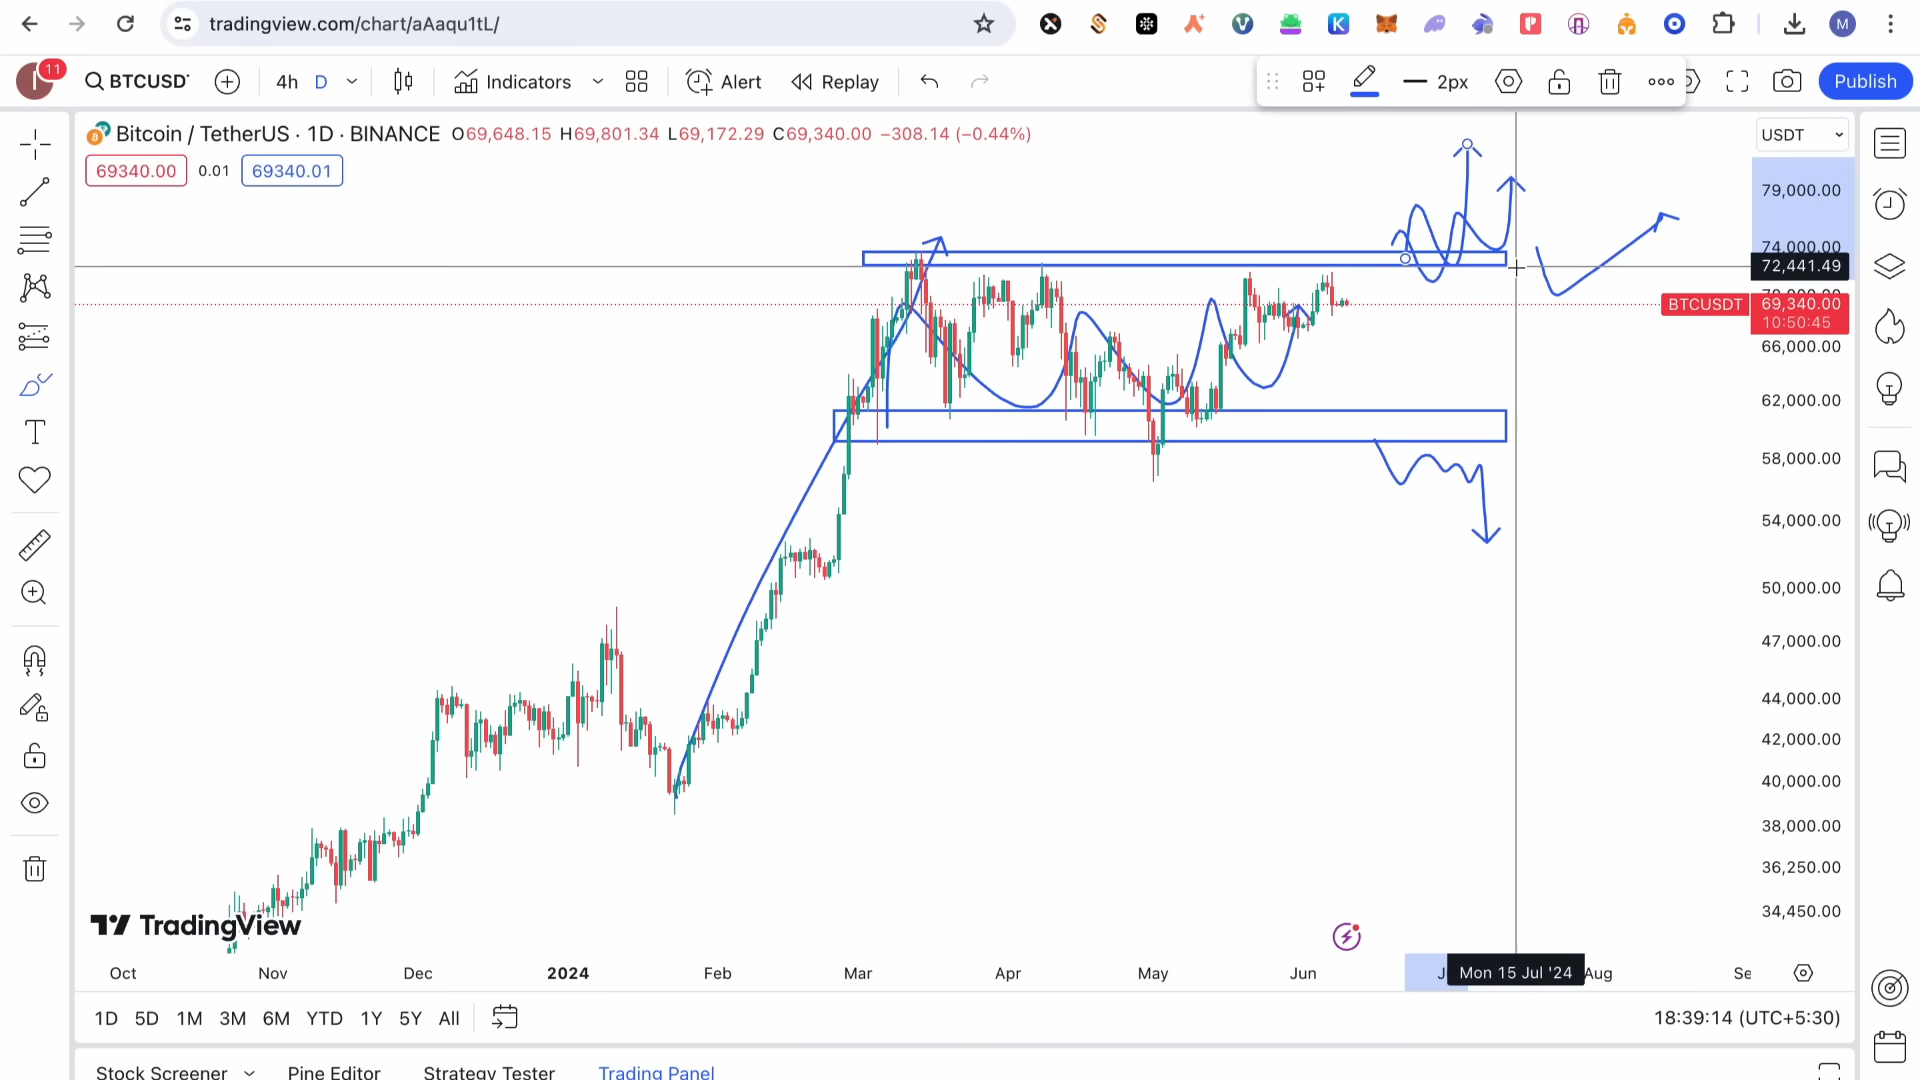 tradingview.com/chart/aAaqu1tL/
M
11
I
BTCUSD
4h D
Indicators
Alert
Replay
2px
Publish
Bitcoin / TetherUS · 1D · BINANCE O69,648.15 H69,801.34 L69,172.29 C69,340.00 −308.14 (−0.44%)
69340.00 0.01 69340.01
USDT
79,000.00
74,000.00
72,441.49
BTCUSDT 69,340.00
10:50:45
66,000.00
62,000.00
58,000.00
54,000.00
50,000.00
47,000.00
44,000.00
42,000.00
40,000.00
38,000.00
36,250.00
34,450.00
TradingView
Oct Nov Dec 2024 Feb Mar Apr May Jun Mon 15 Jul '24 Aug Se
1D 5D 1M 3M 6M YTD 1Y 5Y All
18:39:14 (UTC+5:30)
Stock Screener Pine Editor Strategy Tester Trading Panel